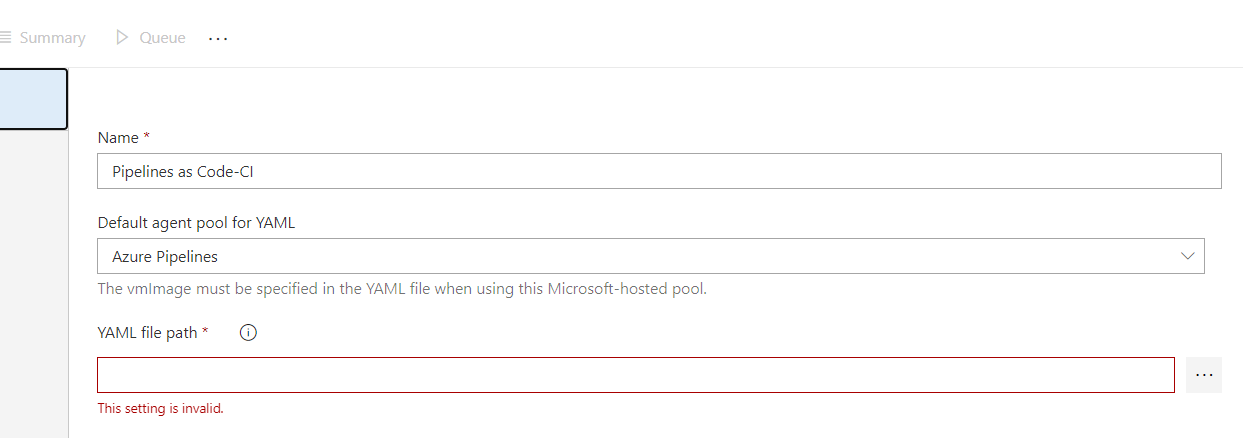 Summary Queue ...
Name *
Pipelines as Code-CI
Default agent pool for YAML
Azure Pipelines
The vmImage must be specified in the YAML file when using this Microsoft-hosted pool.
YAML file path *
...
This setting is invalid.